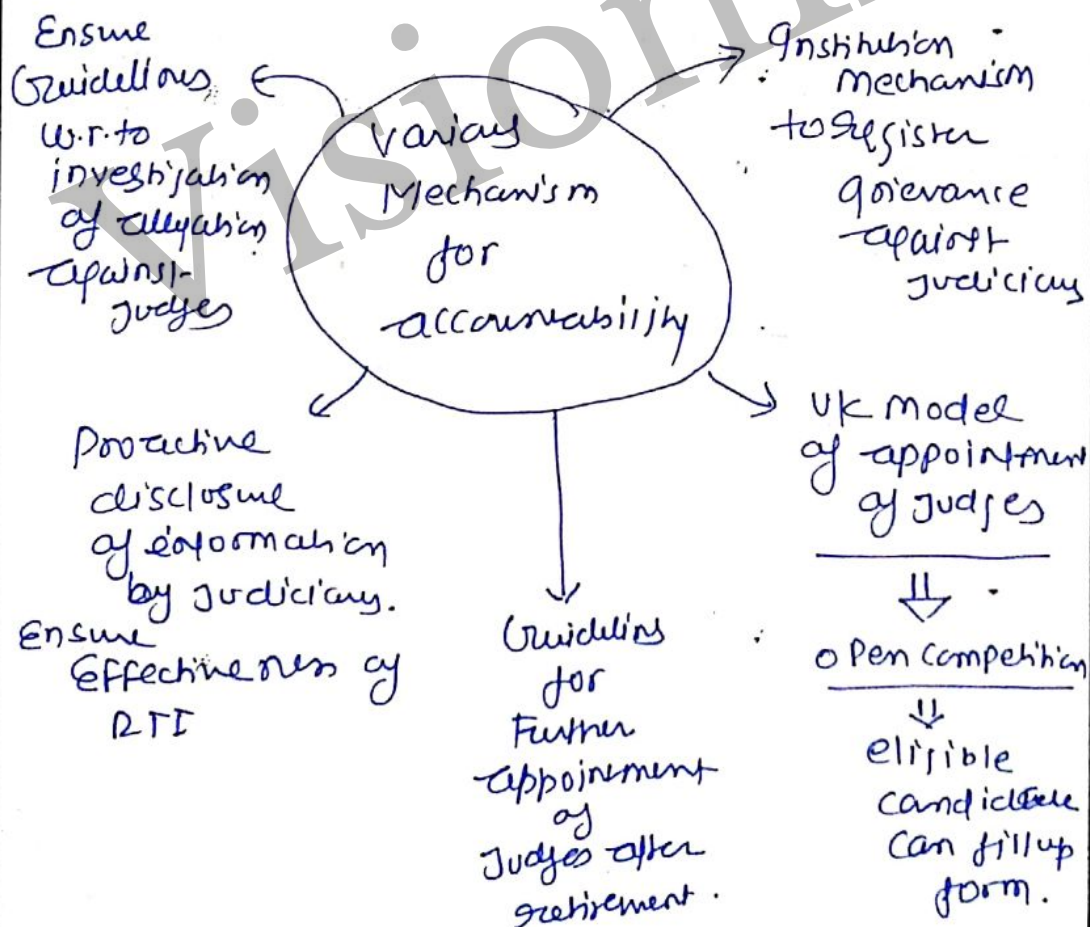 Various
Mechanism
for
accountability
Ensure
Guidelines
w.r.to
investigation
of allegation
against
judges
Institution
mechanism
to register
grievance
against
judiciary
Proactive
disclosure
of information
by judiciary.
Ensure
Effectiveness of
RTI
Guidelins
for
Further
appointment
of
Judges after
retirement.
UK model
of appointment
of Judges
⇓
open competition
⇓
eligible
candidate
can fillup
form.
Vision